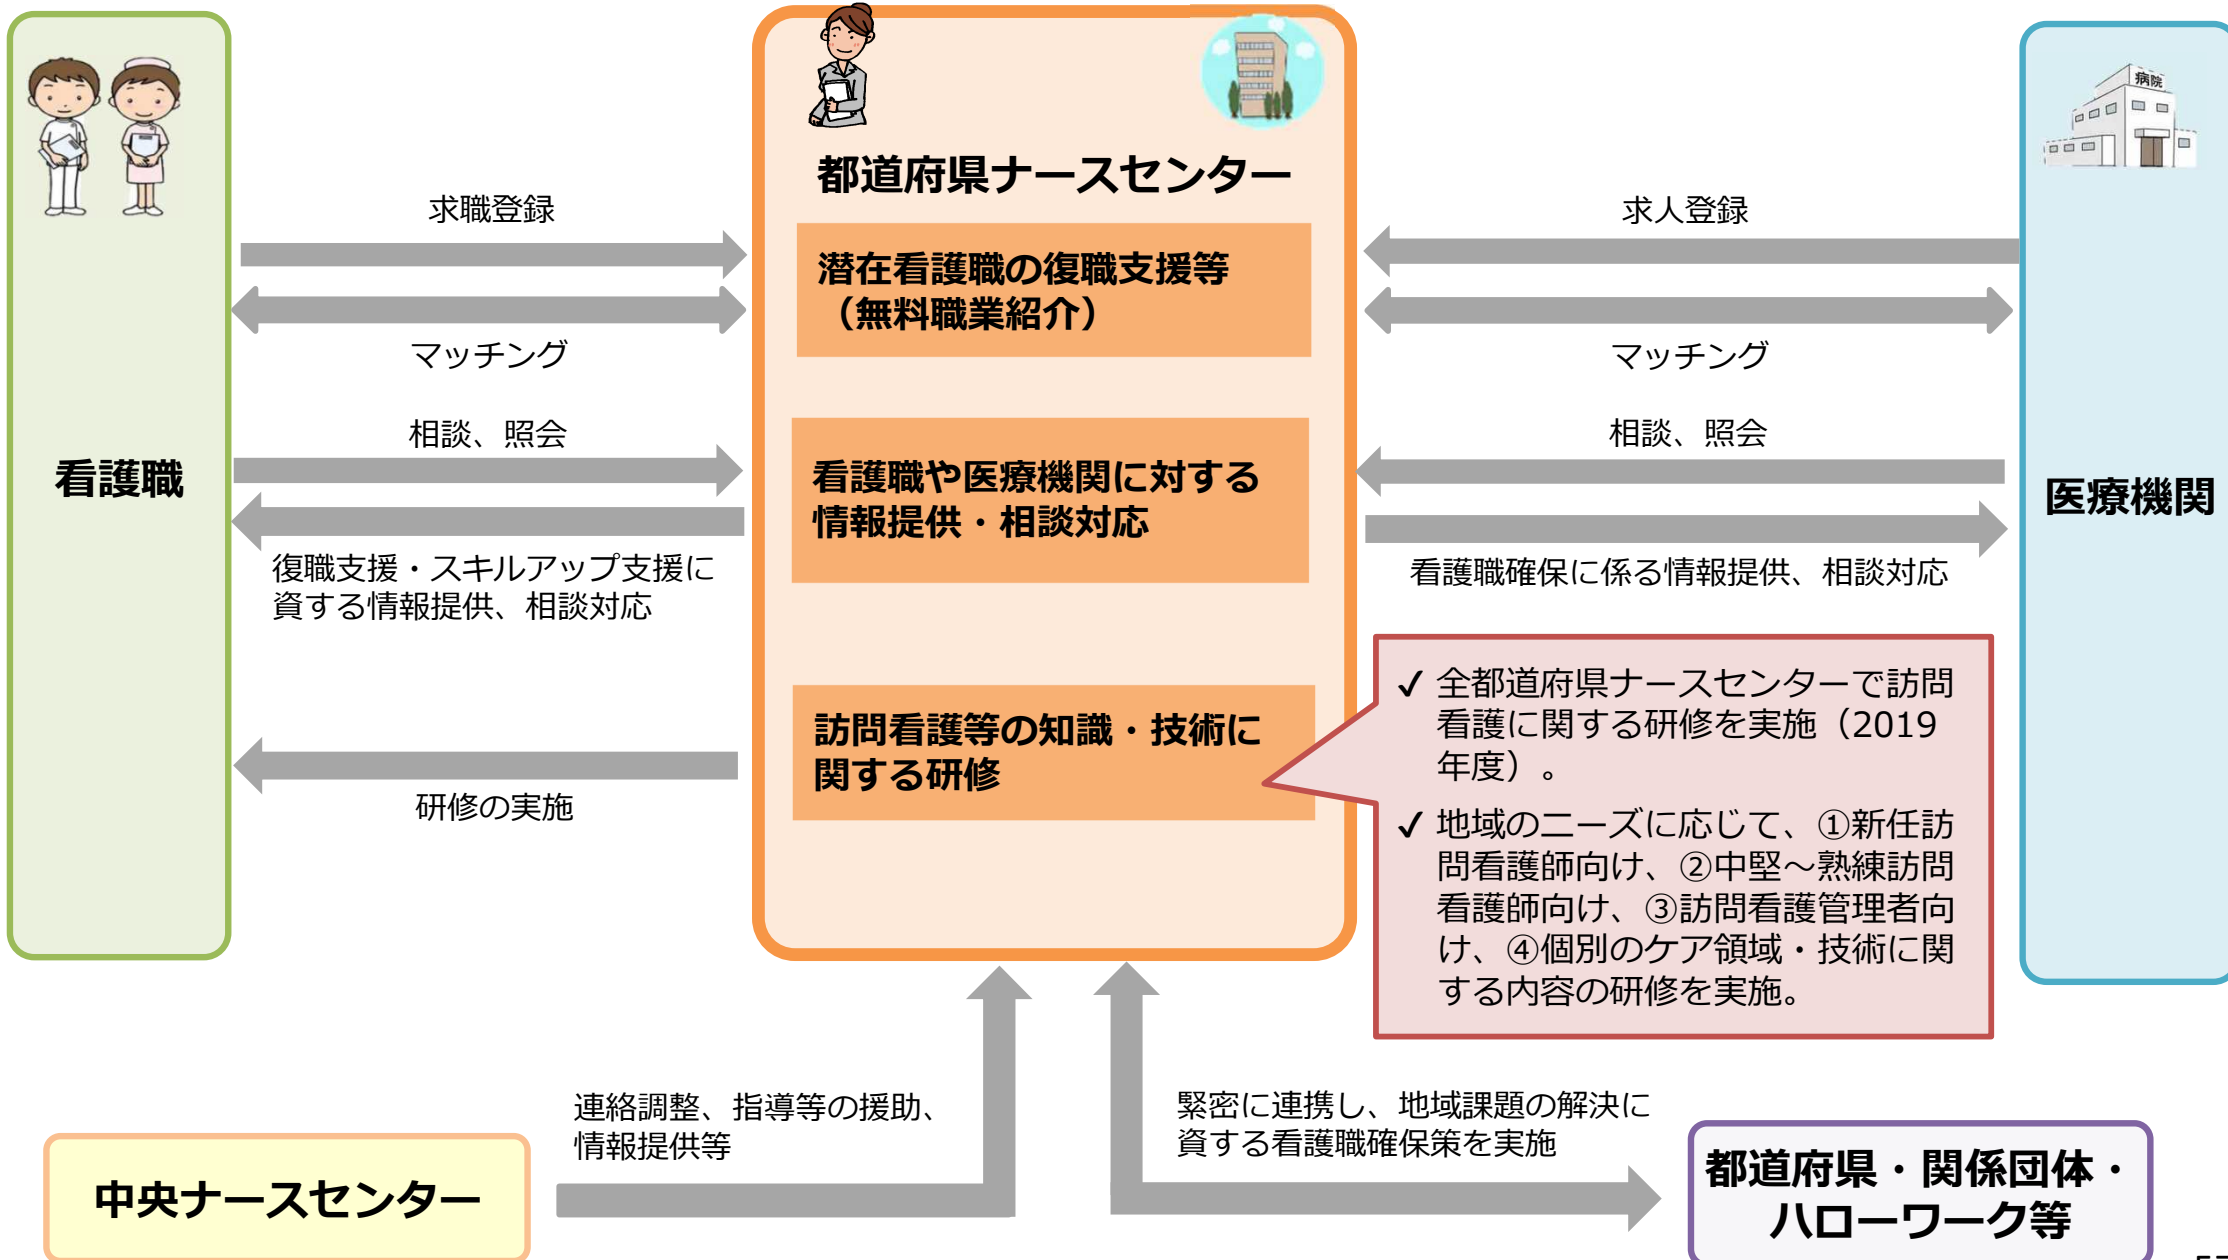 病院
都道府県ナースセンター
求職登録
求人登録
潜在看護職の復職支援等
（無料職業紹介）
マッチング
マッチング
相談、照会
相談、照会
看護職
看護職や医療機関に対する
情報提供・相談対応
医療機関
復職支援・スキルアップ支援に
資する情報提供、相談対応
看護職確保に係る情報提供、相談対応
訪問看護等の知識・技術に
関する研修
研修の実施
✓ 全都道府県ナースセンターで訪問
看護に関する研修を実施（2019
年度）。
✓ 地域のニーズに応じて、①新任訪
問看護師向け、②中堅～熟練訪問
看護師向け、③訪問看護管理者向
け、④個別のケア領域・技術に関
する内容の研修を実施。
連絡調整、指導等の援助、
情報提供等
緊密に連携し、地域課題の解決に
資する看護職確保策を実施
中央ナースセンター
都道府県・関係団体・
ハローワーク等